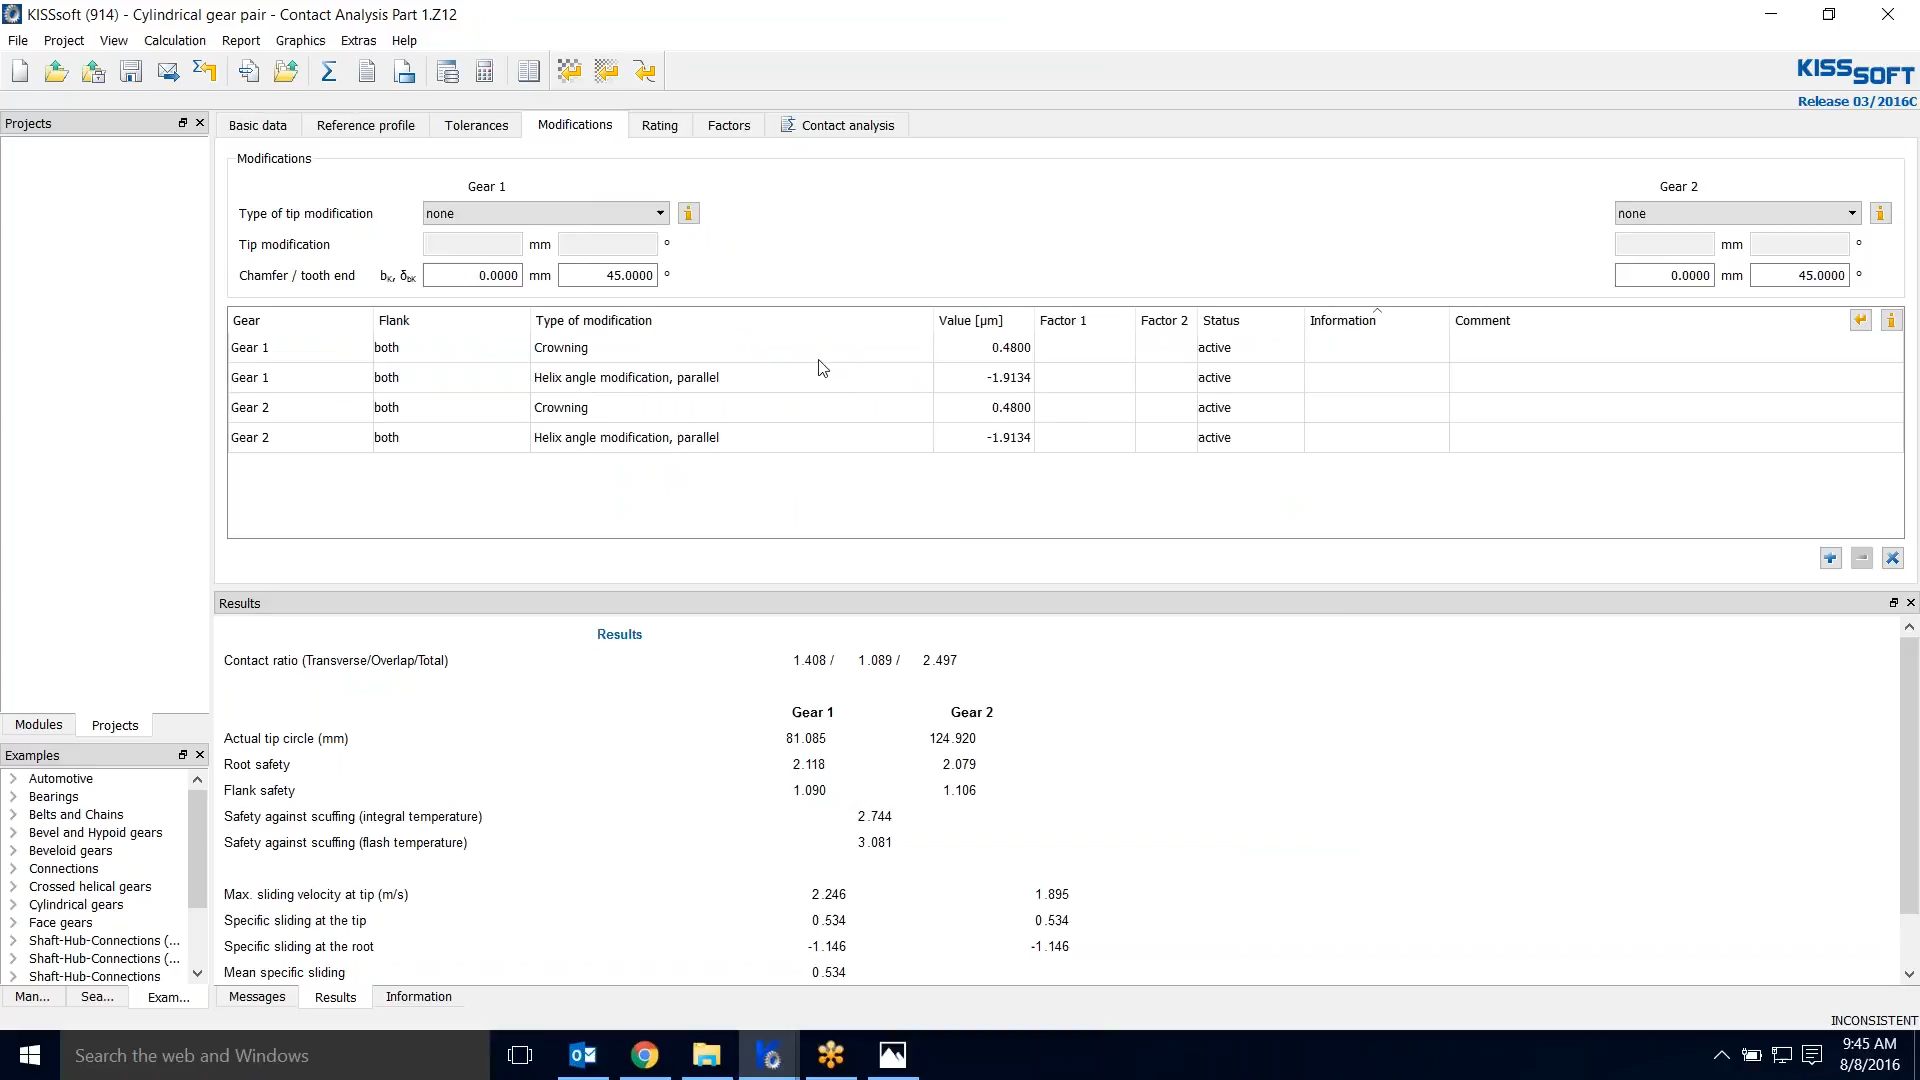 KISSsoft (914) - Cylindrical gear pair - Contact Analysis Part 1.Z12
File Project View Calculation Report Graphics Extras Help
KISSSOFT
Release 03/2016C
Projects
Basic data Reference profile Tolerances Modifications Rating Factors Contact analysis
Modifications
Gear 1 Gear 2
Type of tip modification none none
Tip modification mm ° mm °
Chamfer / tooth end bK, δbK 0.0000 mm 45.0000 ° 0.0000 mm 45.0000 °
Gear Flank Type of modification Value [µm] Factor 1 Factor 2 Status Information Comment
Gear 1 both Crowning 0.4800 active
Gear 1 both Helix angle modification, parallel -1.9134 active
Gear 2 both Crowning 0.4800 active
Gear 2 both Helix angle modification, parallel -1.9134 active
Results
Results
Contact ratio (Transverse/Overlap/Total) 1.408 / 1.089 / 2.497
Gear 1 Gear 2
Actual tip circle (mm) 81.085 124.920
Root safety 2.118 2.079
Flank safety 1.090 1.106
Safety against scuffing (integral temperature) 2.744
Safety against scuffing (flash temperature) 3.081
Max. sliding velocity at tip (m/s) 2.246 1.895
Specific sliding at the tip 0.534 0.534
Specific sliding at the root -1.146 -1.146
Mean specific sliding 0.534
Modules Projects
Examples
Automotive
Bearings
Belts and Chains
Bevel and Hypoid gears
Beveloid gears
Connections
Crossed helical gears
Cylindrical gears
Face gears
Shaft-Hub-Connections (...
Shaft-Hub-Connections (...
Shaft-Hub-Connections
Man... Sea... Exam...
Messages Results Information
INCONSISTENT
Search the web and Windows
9:45 AM
8/8/2016